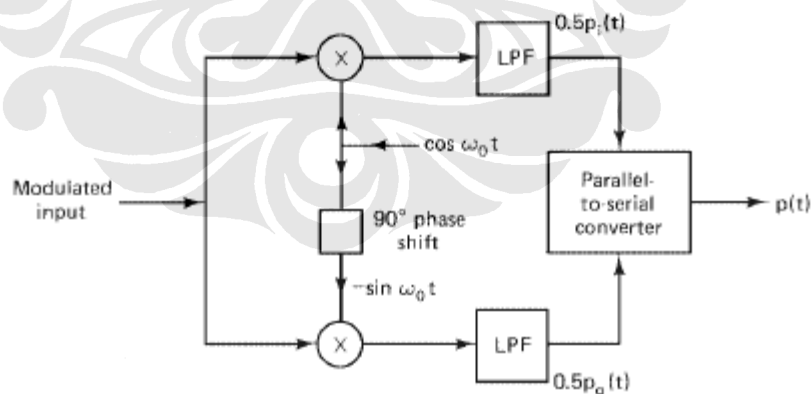 0.5pᵢ(t)
X
LPF
cos ω₀t
Modulated
input
90° phase
shift
Parallel-
to-serial
converter
p(t)
-sin ω₀t
X
LPF
0.5p_q(t)